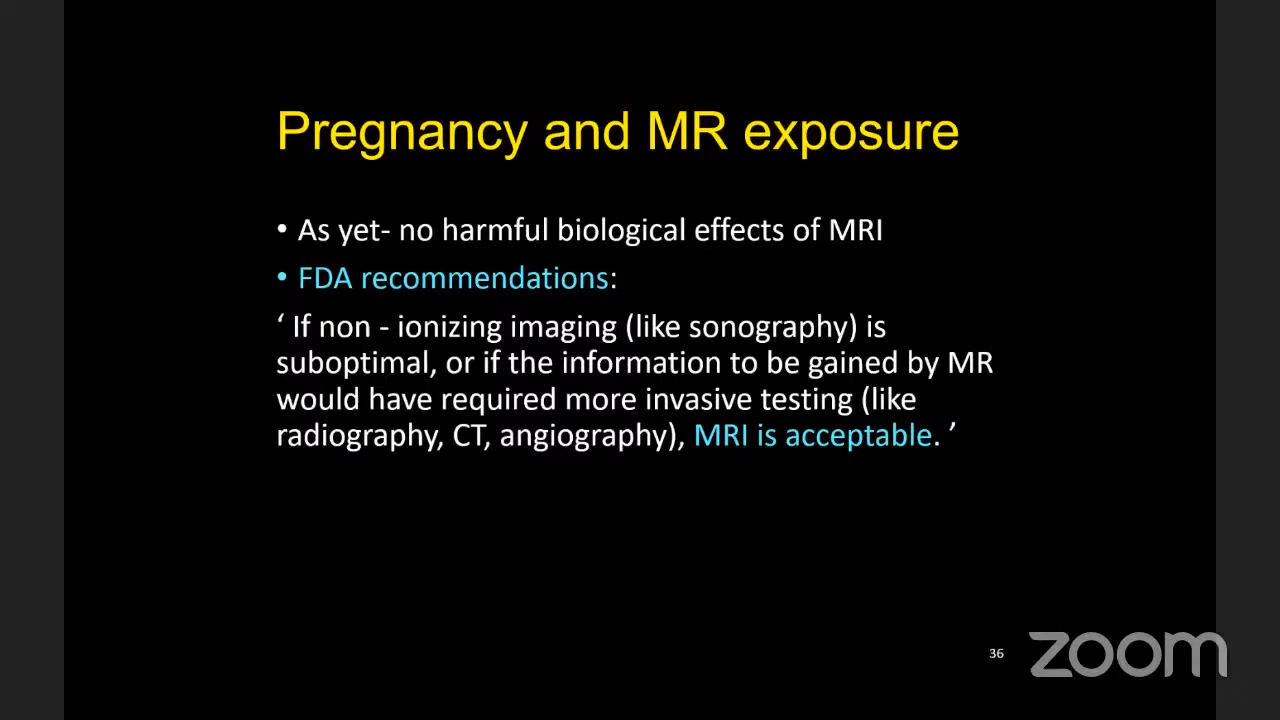 Pregnancy and MR exposure
• As yet- no harmful biological effects of MRI
• FDA recommendations:
‘ If non - ionizing imaging (like sonography) is
suboptimal, or if the information to be gained by MR
would have required more invasive testing (like
radiography, CT, angiography), MRI is acceptable. ’
36
zoom